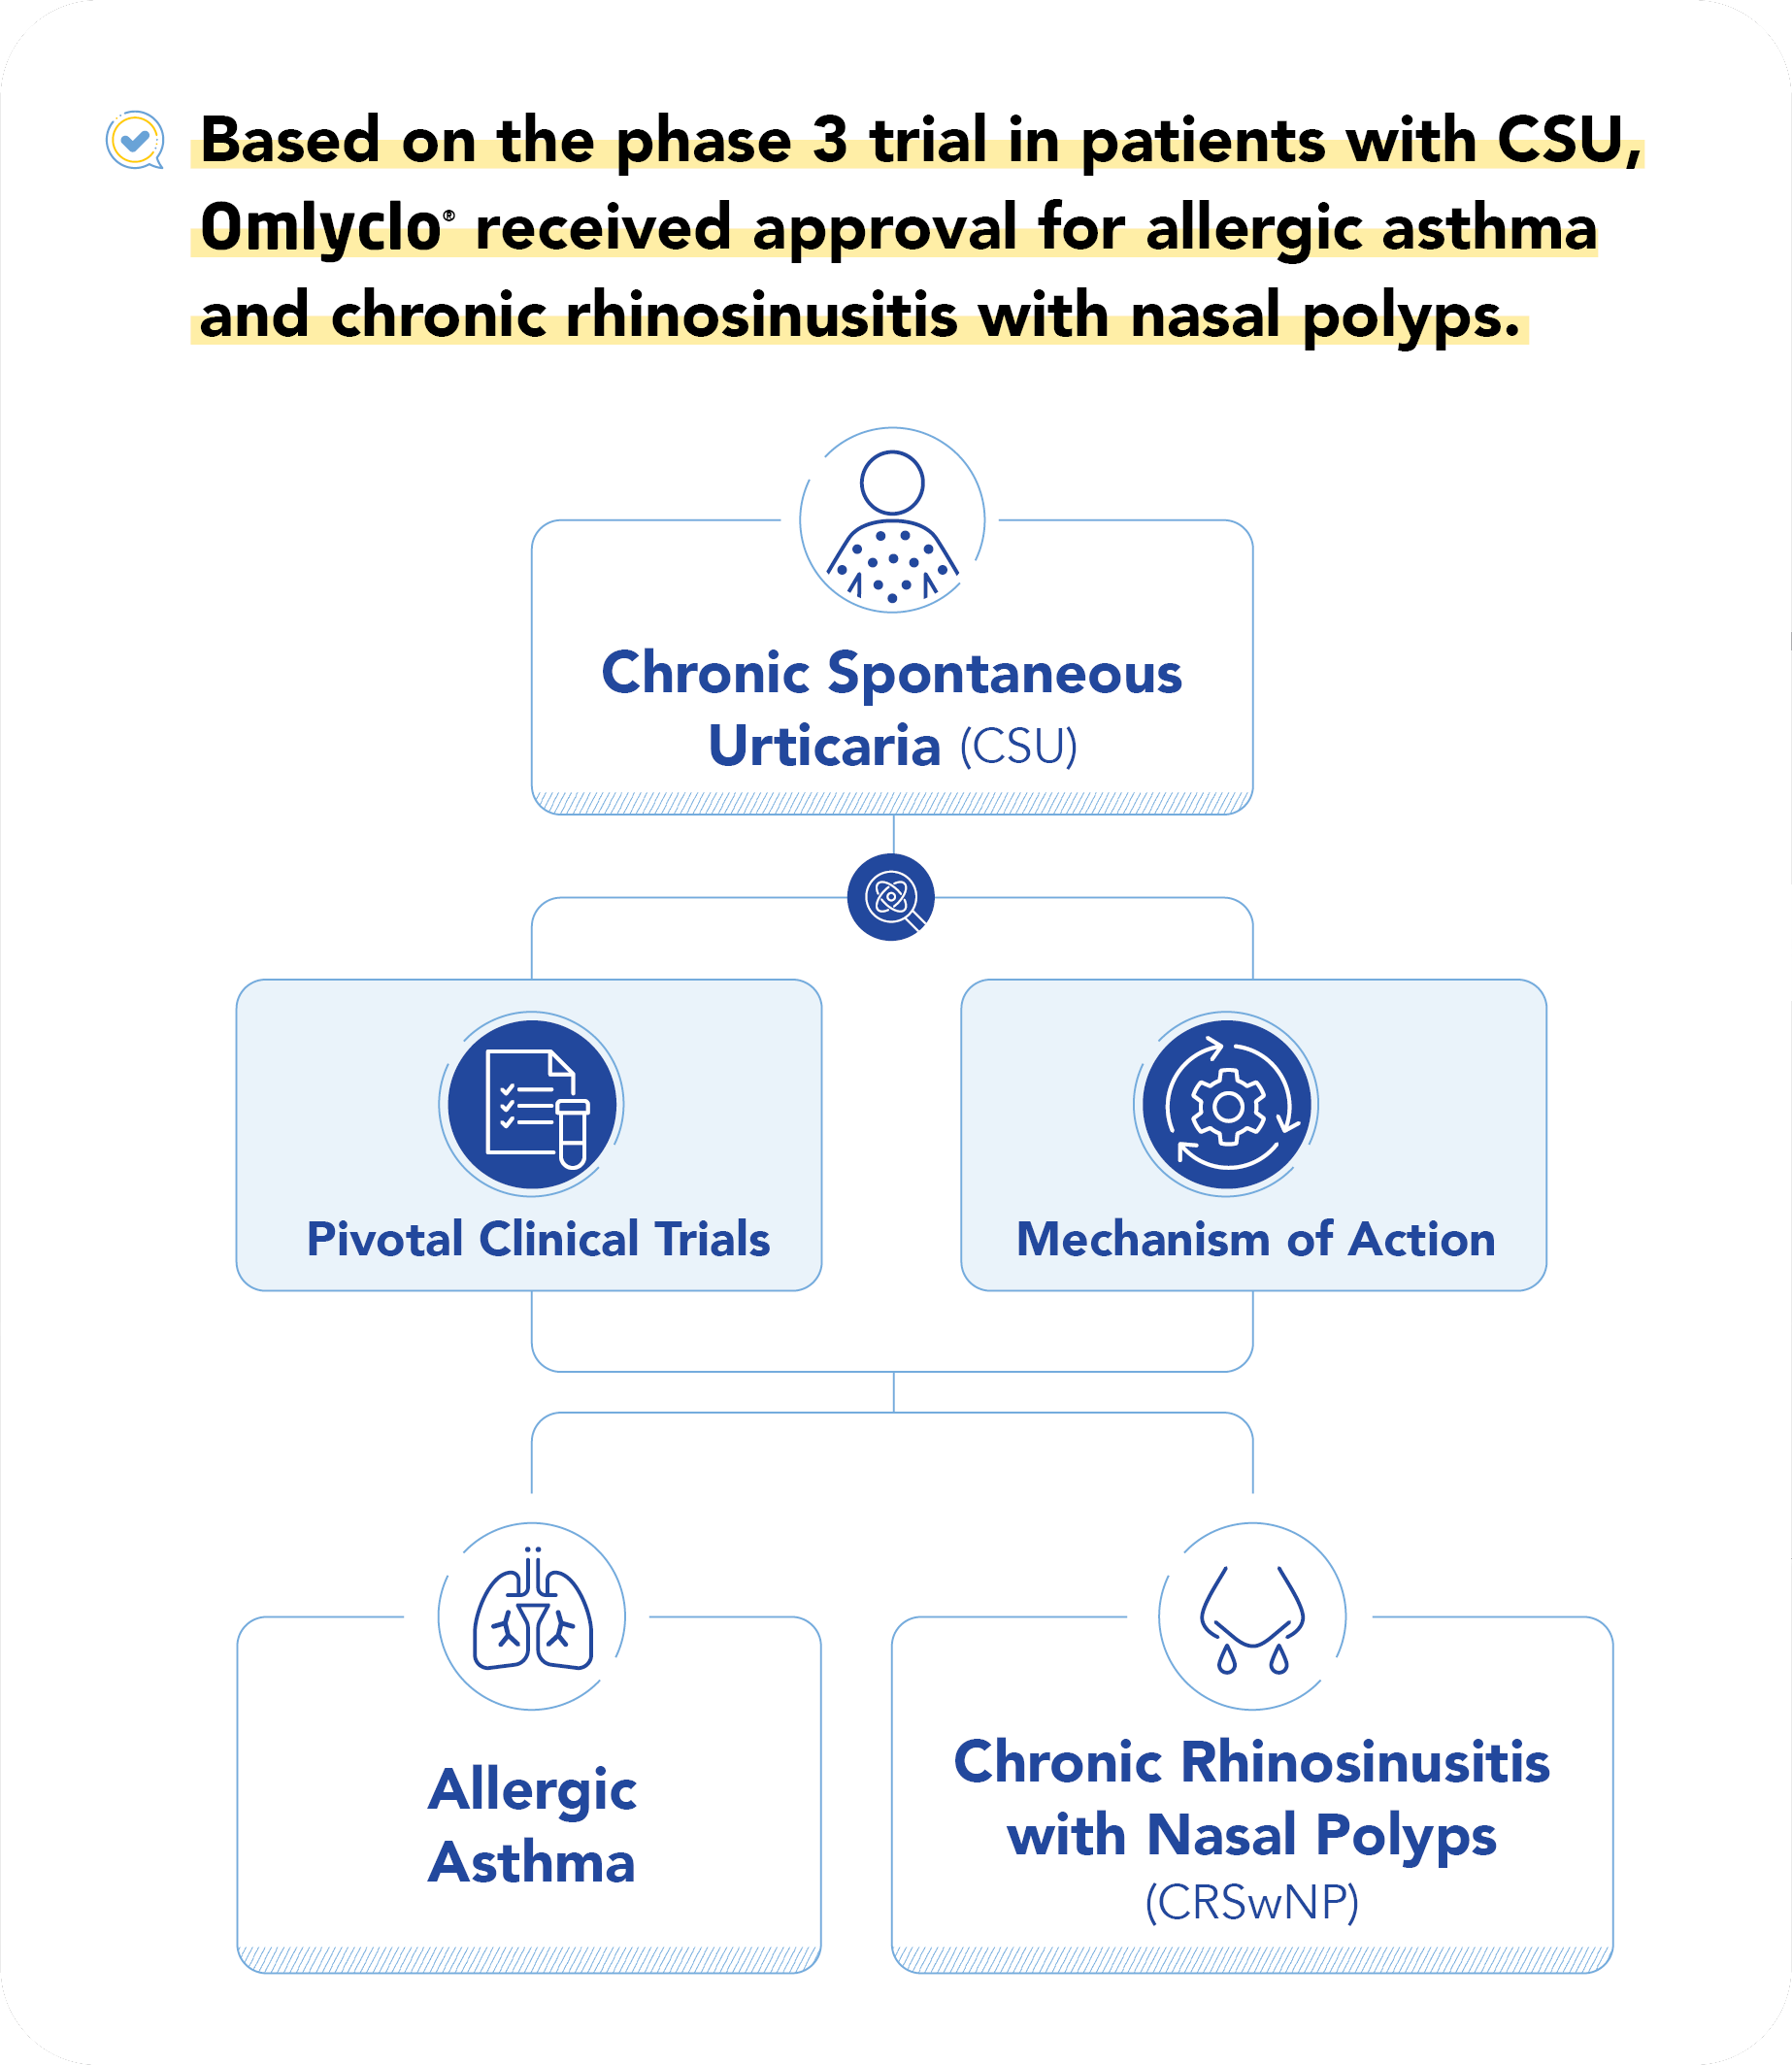 Based on the phase 3 trial in patients with CSU,
Omlyclo® received approval for allergic asthma
and chronic rhinosinusitis with nasal polyps.
Chronic Spontaneous
Urticaria (CSU)
Pivotal Clinical Trials
Mechanism of Action
Allergic
Asthma
Chronic Rhinosinusitis
with Nasal Polyps
(CRSwNP)